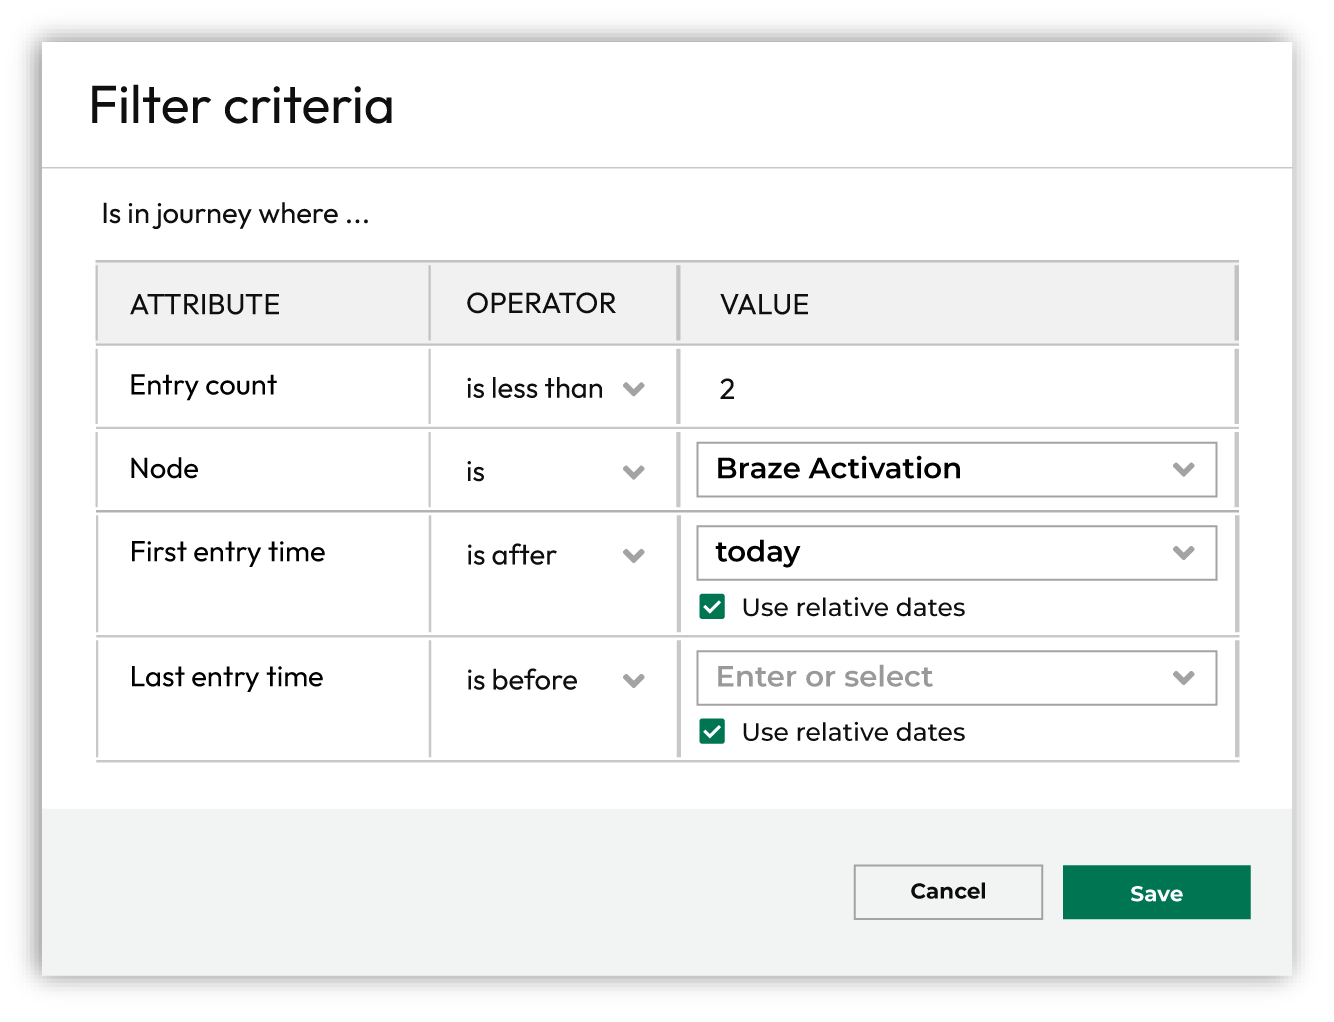 Filter criteria
Is in journey where ...
ATTRIBUTE OPERATOR VALUE
Entry count is less than 2
Node is Braze Activation
First entry time is after today
Use relative dates
Last entry time is before Enter or select
Use relative dates
Cancel Save